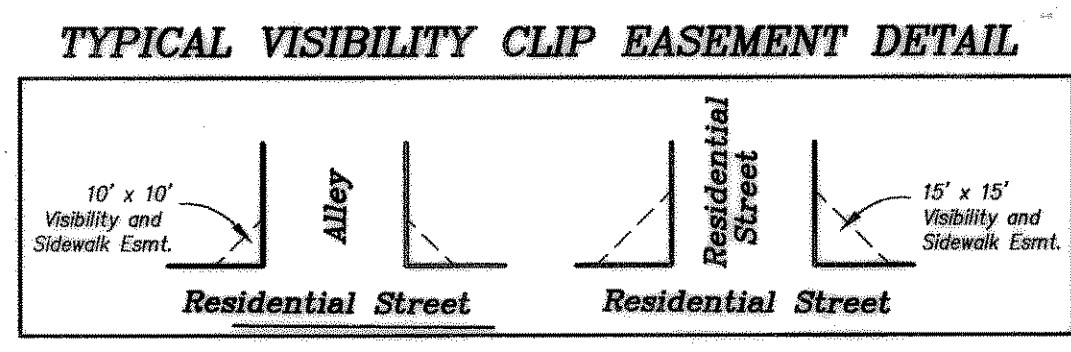 TYPICAL VISIBILITY CLIP EASEMENT DETAIL
10' x 10'
Visibility and
Sidewalk Esmt.
Alley
Residential Street
Residential
Street
15' x 15'
Visibility and
Sidewalk Esmt.
Residential Street